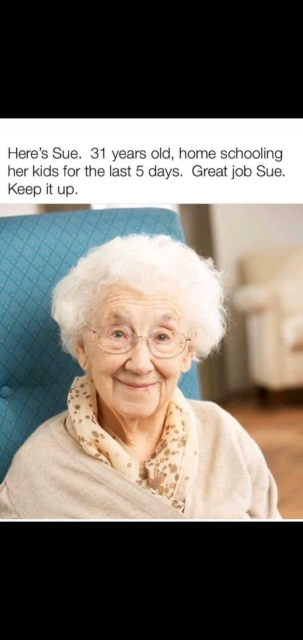 Here's Sue.  31 years old, home schooling
her kids for the last 5 days.  Great job Sue.
Keep it up.